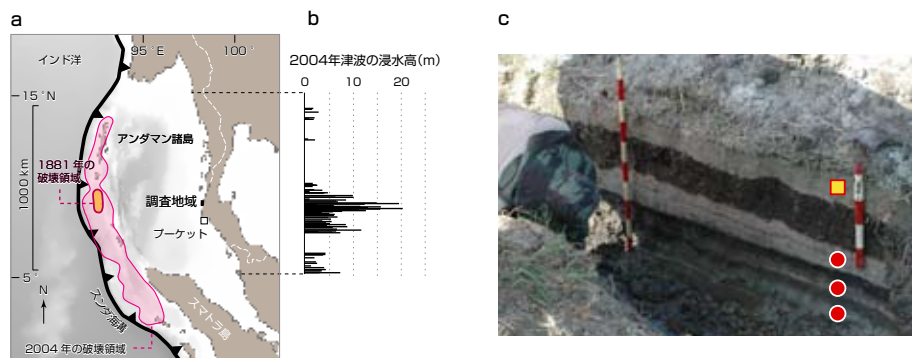 a
95°E
100°
インド洋
15°N
アンダマン諸島
1881年の
破壊領域
1000 km
調査地域
プーケット
5°
N
スンダ海溝
スマトラ島
2004年の破壊領域
b
2004年津波の浸水高(m)
0
10
20
c